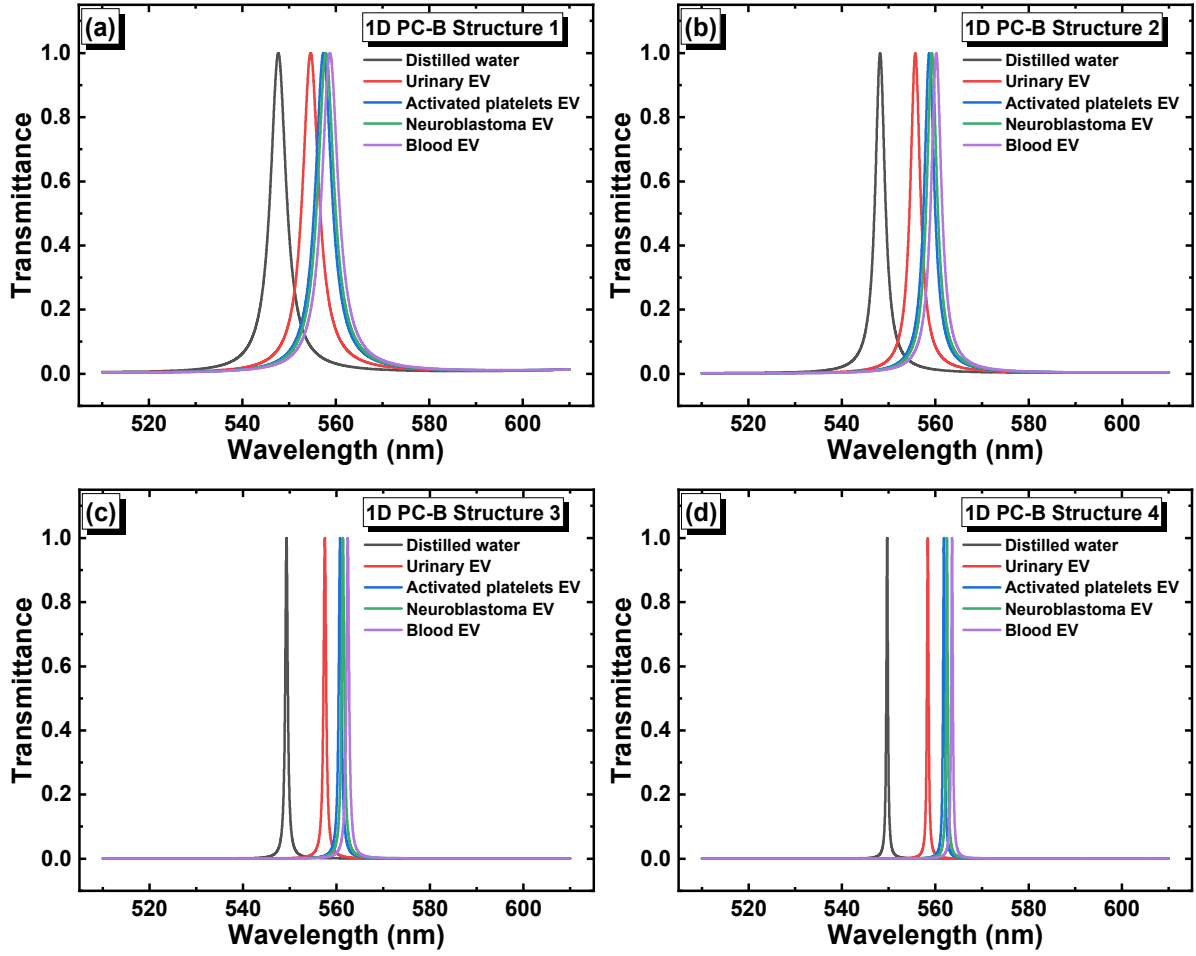 (a)
1D PC-B Structure 1
Distilled water
Urinary EV
Activated platelets EV
Neuroblastoma EV
Blood EV
Transmittance
1.0
0.8
0.6
0.4
0.2
0.0
520 540 560 580 600
Wavelength (nm)
(b)
1D PC-B Structure 2
Distilled water
Urinary EV
Activated platelets EV
Neuroblastoma EV
Blood EV
Transmittance
1.0
0.8
0.6
0.4
0.2
0.0
520 540 560 580 600
Wavelength (nm)
(c)
1D PC-B Structure 3
Distilled water
Urinary EV
Activated platelets EV
Neuroblastoma EV
Blood EV
Transmittance
1.0
0.8
0.6
0.4
0.2
0.0
520 540 560 580 600
Wavelength (nm)
(d)
1D PC-B Structure 4
Distilled water
Urinary EV
Activated platelets EV
Neuroblastoma EV
Blood EV
Transmittance
1.0
0.8
0.6
0.4
0.2
0.0
520 540 560 580 600
Wavelength (nm)